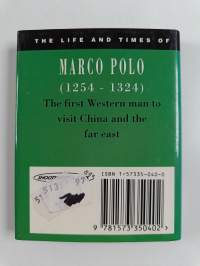 THE LIFE AND TIMES OF
MARCO POLO
(1254 - 1324)
The first Western man to
visit China and the
far east
ISBN 1-57335-040-2
9 781573 350402 >